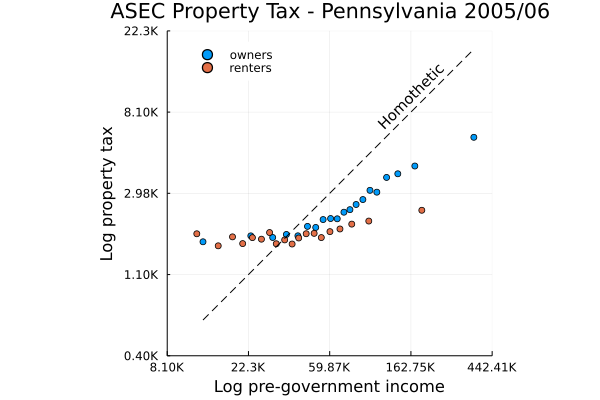 ASEC Property Tax - Pennsylvania 2005/06
22.3K
owners
renters
Homothetic
8.10K
Log property tax
2.98K
1.10K
0.40K
8.10K 22.3K 59.87K 162.75K 442.41K
Log pre-government income